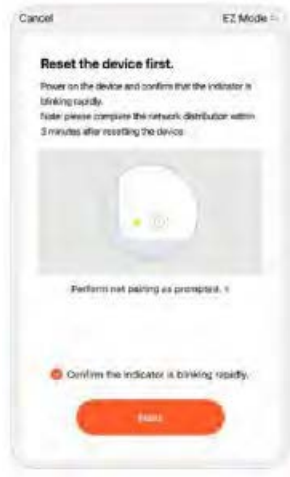 Cancel EZ Mode
Reset the device first.
Power on the device and confirm that the indicator is
blinking rapidly.
Note: please complete the network distribution within
3 minutes after resetting the device.
Perform net pairing as prompted. >
Confirm the indicator is blinking rapidly.
Next